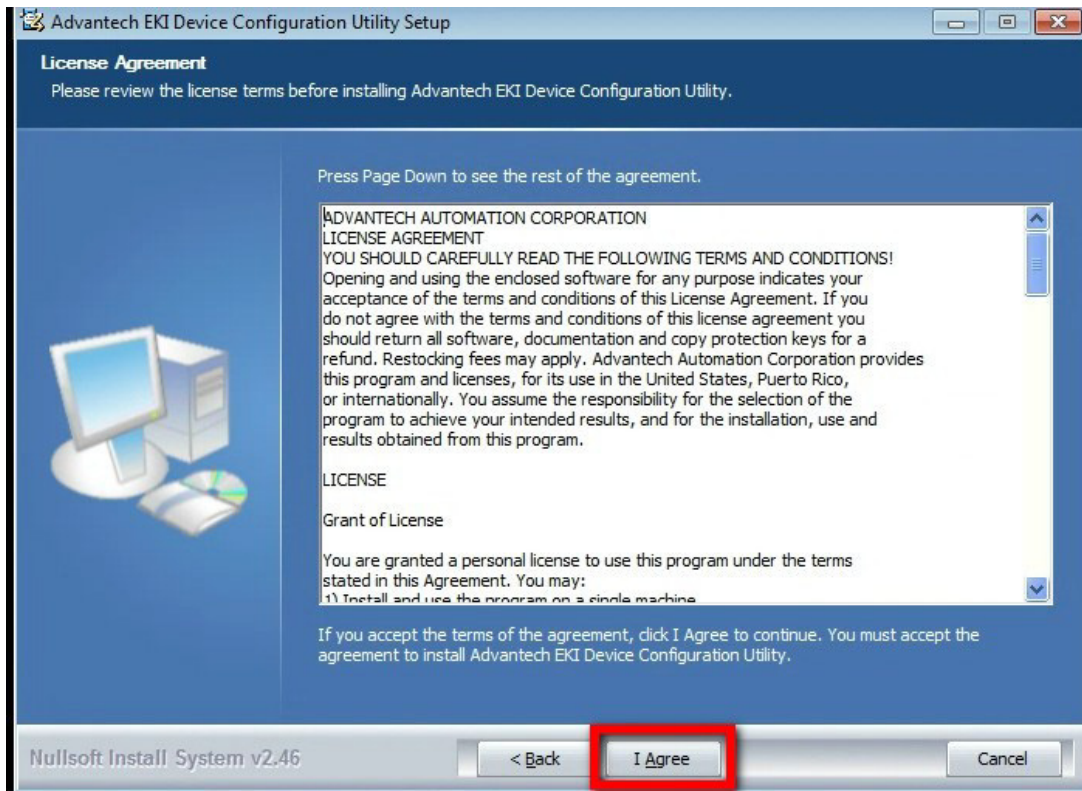 Advantech EKI Device Configuration Utility Setup
License Agreement
Please review the license terms before installing Advantech EKI Device Configuration Utility.
Press Page Down to see the rest of the agreement.
ADVANTECH AUTOMATION CORPORATION
LICENSE AGREEMENT
YOU SHOULD CAREFULLY READ THE FOLLOWING TERMS AND CONDITIONS!
Opening and using the enclosed software for any purpose indicates your
acceptance of the terms and conditions of this License Agreement. If you
do not agree with the terms and conditions of this license agreement you
should return all software, documentation and copy protection keys for a
refund. Restocking fees may apply. Advantech Automation Corporation provides
this program and licenses, for its use in the United States, Puerto Rico,
or internationally. You assume the responsibility for the selection of the
program to achieve your intended results, and for the installation, use and
results obtained from this program.
LICENSE
Grant of License
You are granted a personal license to use this program under the terms
stated in this Agreement. You may:
1) Install and use the program on a single machine
If you accept the terms of the agreement, click I Agree to continue. You must accept the
agreement to install Advantech EKI Device Configuration Utility.
Nullsoft Install System v2.46
< Back
I Agree
Cancel